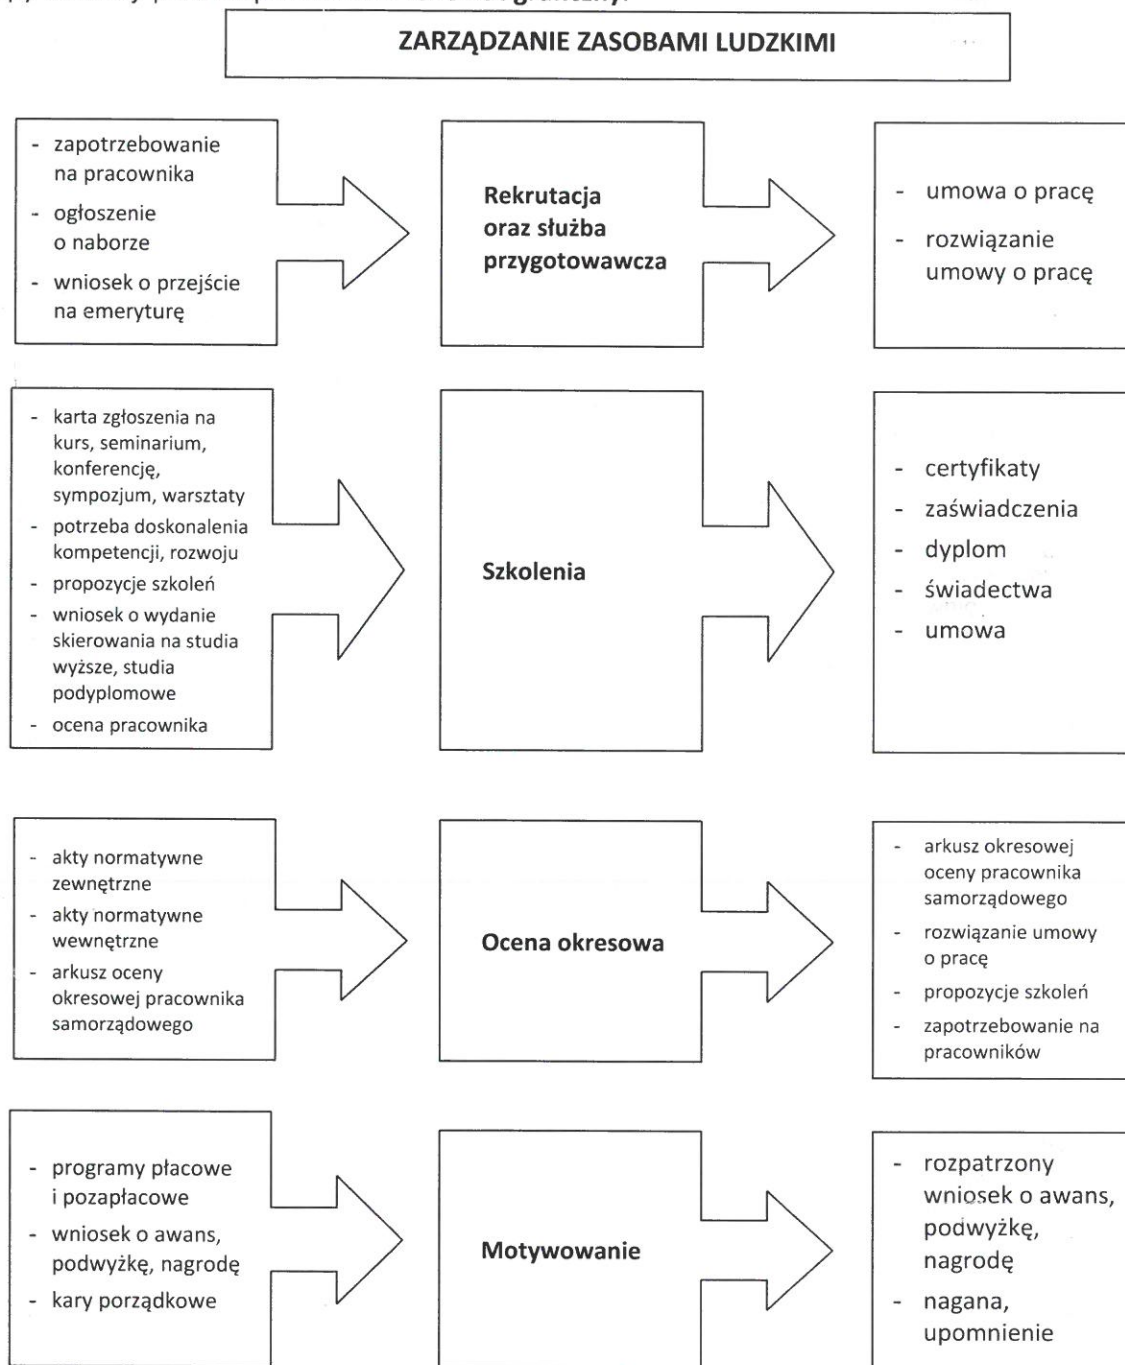 graficzny.
ZARZĄDZANIE ZASOBAMI LUDZKIMI
- zapotrzebowanie
na pracownika
- ogłoszenie
o naborze
- wniosek o przejście
na emeryturę
Rekrutacja
oraz służba
przygotowawcza
- umowa o pracę
- rozwiązanie
umowy o pracę
- karta zgłoszenia na
kurs, seminarium,
konferencję,
sympozjum, warsztaty
- potrzeba doskonalenia
kompetencji, rozwoju
- propozycje szkoleń
- wniosek o wydanie
skierowania na studia
wyższe, studia
podyplomowe
- ocena pracownika
Szkolenia
- certyfikaty
- zaświadczenia
- dyplom
- świadectwa
- umowa
- akty normatywne
zewnętrzne
- akty normatywne
wewnętrzne
- arkusz oceny
okresowej pracownika
samorządowego
Ocena okresowa
- arkusz okresowej
oceny pracownika
samorządowego
- rozwiązanie umowy
o pracę
- propozycje szkoleń
- zapotrzebowanie na
pracowników
- programy płacowe
i pozapłacowe
- wniosek o awans,
podwyżkę, nagrodę
- kary porządkowe
Motywowanie
- rozpatrzony
wniosek o awans,
podwyżkę,
nagrodę
- nagana,
upomnienie